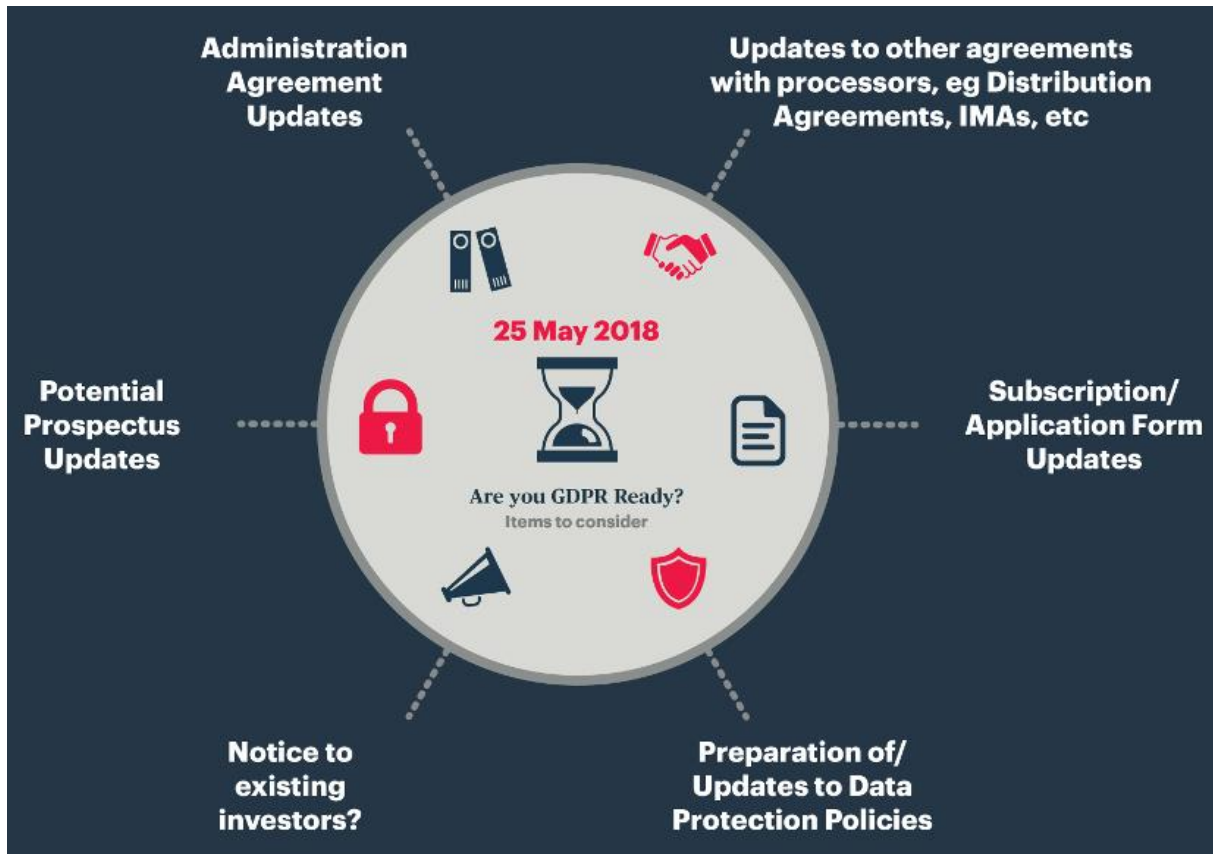 Administration
Agreement
Updates
Updates to other agreements
with processors, eg Distribution
Agreements, IMAs, etc
25 May 2018
Potential
Prospectus
Updates
Subscription/
Application Form
Updates
Are you GDPR Ready?
Items to consider
Notice to
existing
investors?
Preparation of/
Updates to Data
Protection Policies